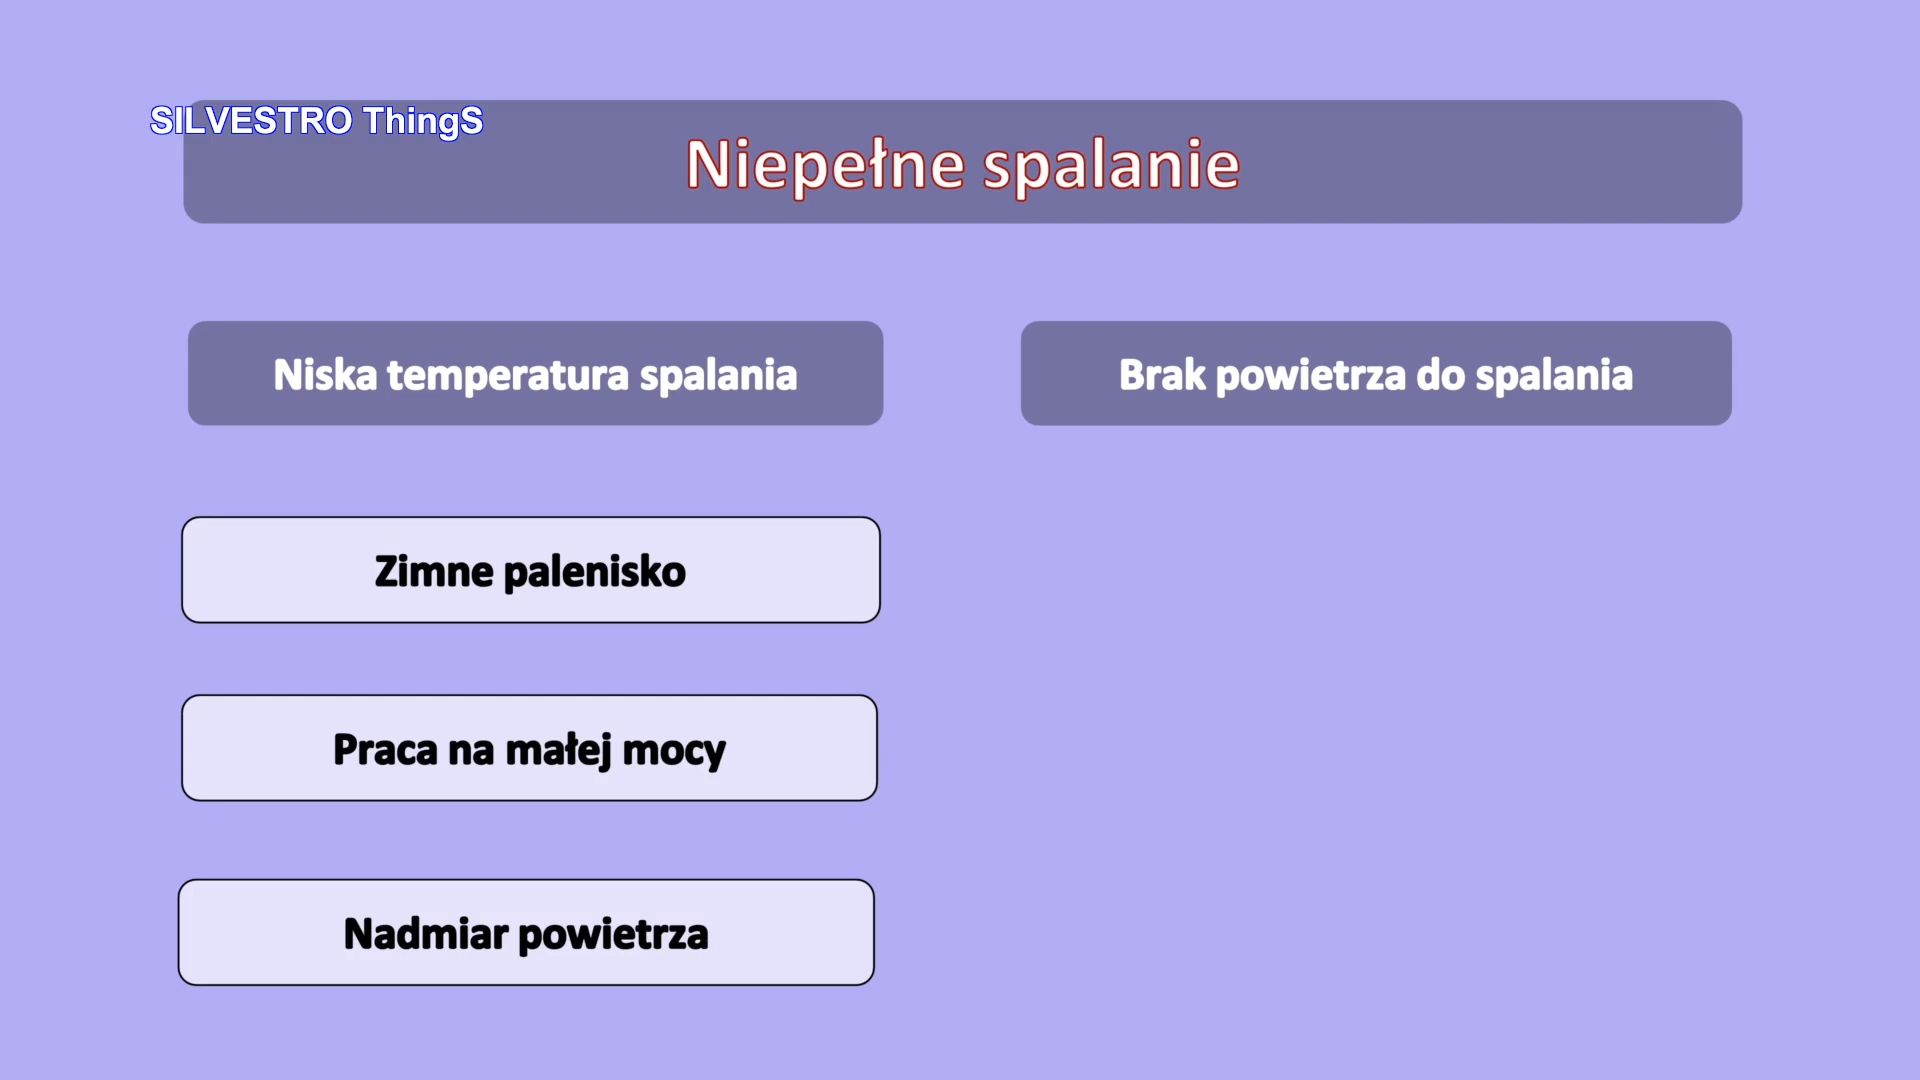 SILVESTRO ThingS
Niepełne spalanie
Niska temperatura spalania
Brak powietrza do spalania
Zimne palenisko
Praca na małej mocy
Nadmiar powietrza